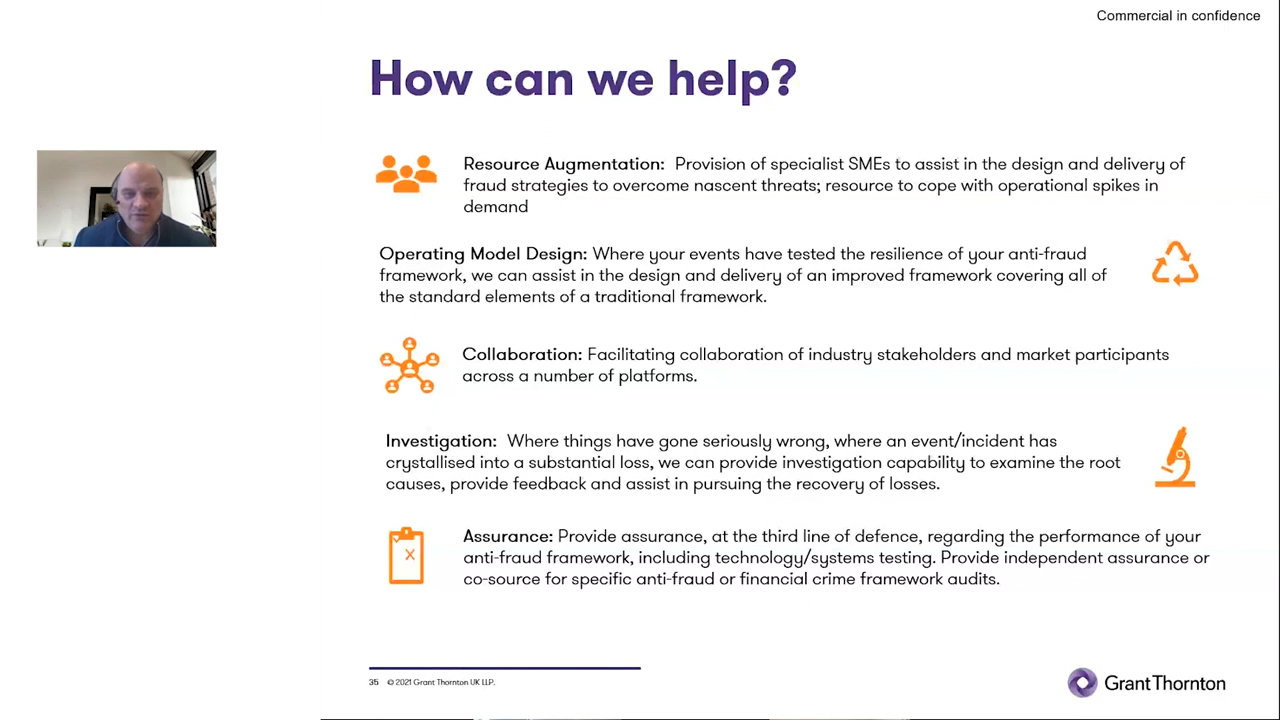 Commercial in confidence
How can we help?
Resource Augmentation: Provision of specialist SMEs to assist in the design and delivery of
fraud strategies to overcome nascent threats; resource to cope with operational spikes in
demand
Operating Model Design: Where your events have tested the resilience of your anti-fraud
framework, we can assist in the design and delivery of an improved framework covering all of
the standard elements of a traditional framework.
Collaboration: Facilitating collaboration of industry stakeholders and market participants
across a number of platforms.
Investigation: Where things have gone seriously wrong, where an event/incident has
crystallised into a substantial loss, we can provide investigation capability to examine the root
causes, provide feedback and assist in pursuing the recovery of losses.
Assurance: Provide assurance, at the third line of defence, regarding the performance of your
anti-fraud framework, including technology/systems testing. Provide independent assurance or
co-source for specific anti-fraud or financial crime framework audits.
35 © 2021 Grant Thornton UK LLP.
GrantThornton